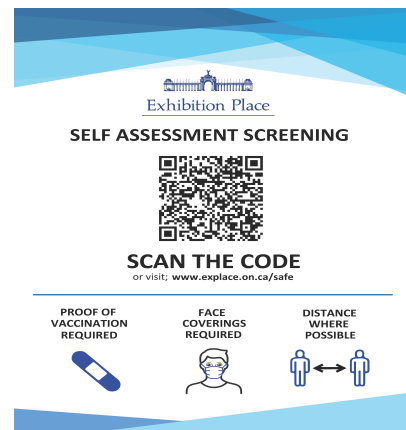 Exhibition Place
SELF ASSESSMENT SCREENING
SCAN THE CODE
or visit; www.explace.on.ca/safe
PROOF OF
VACCINATION
REQUIRED
FACE
COVERINGS
REQUIRED
DISTANCE
WHERE
POSSIBLE